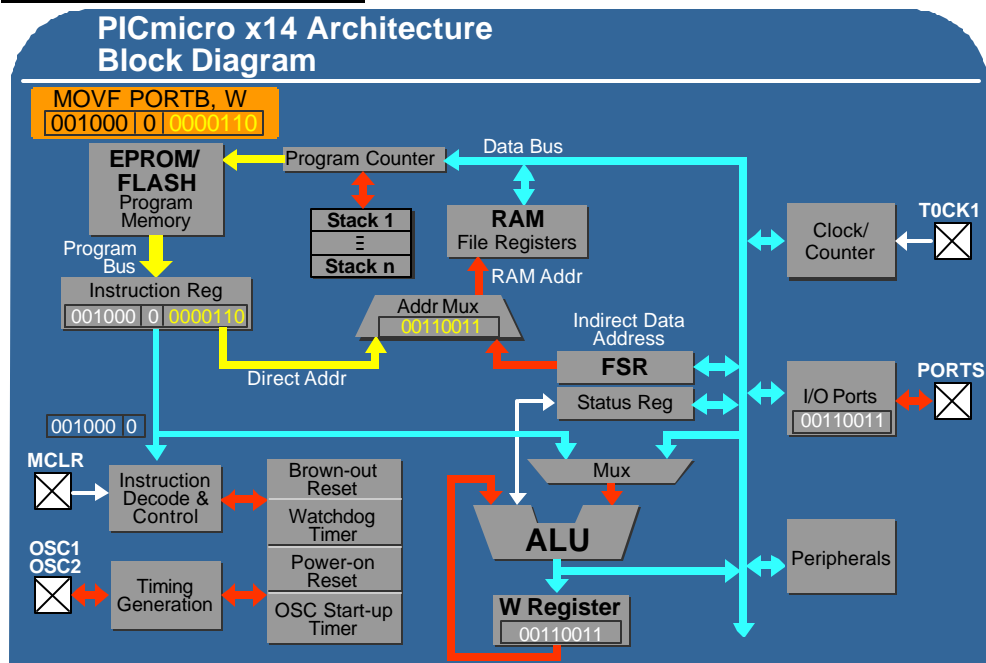 PICmicro x14 Architecture
Block Diagram
MOVF PORTB, W
001000 0 0000110
EPROM/
FLASH
Program
Memory
Program Counter
Data Bus
Stack 1
Stack n
RAM
File Registers
Clock/
Counter
T0CK1
Program
Bus
Instruction Reg
001000 0 0000110
RAM Addr
Addr Mux
00110011
Direct Addr
Indirect Data
Address
FSR
Status Reg
I/O Ports
00110011
PORTS
001000 0
MCLR
Instruction
Decode &
Control
Brown-out
Reset
Watchdog
Timer
Power-on
Reset
OSC Start-up
Timer
OSC1
OSC2
Timing
Generation
Mux
ALU
W Register
00110011
Peripherals